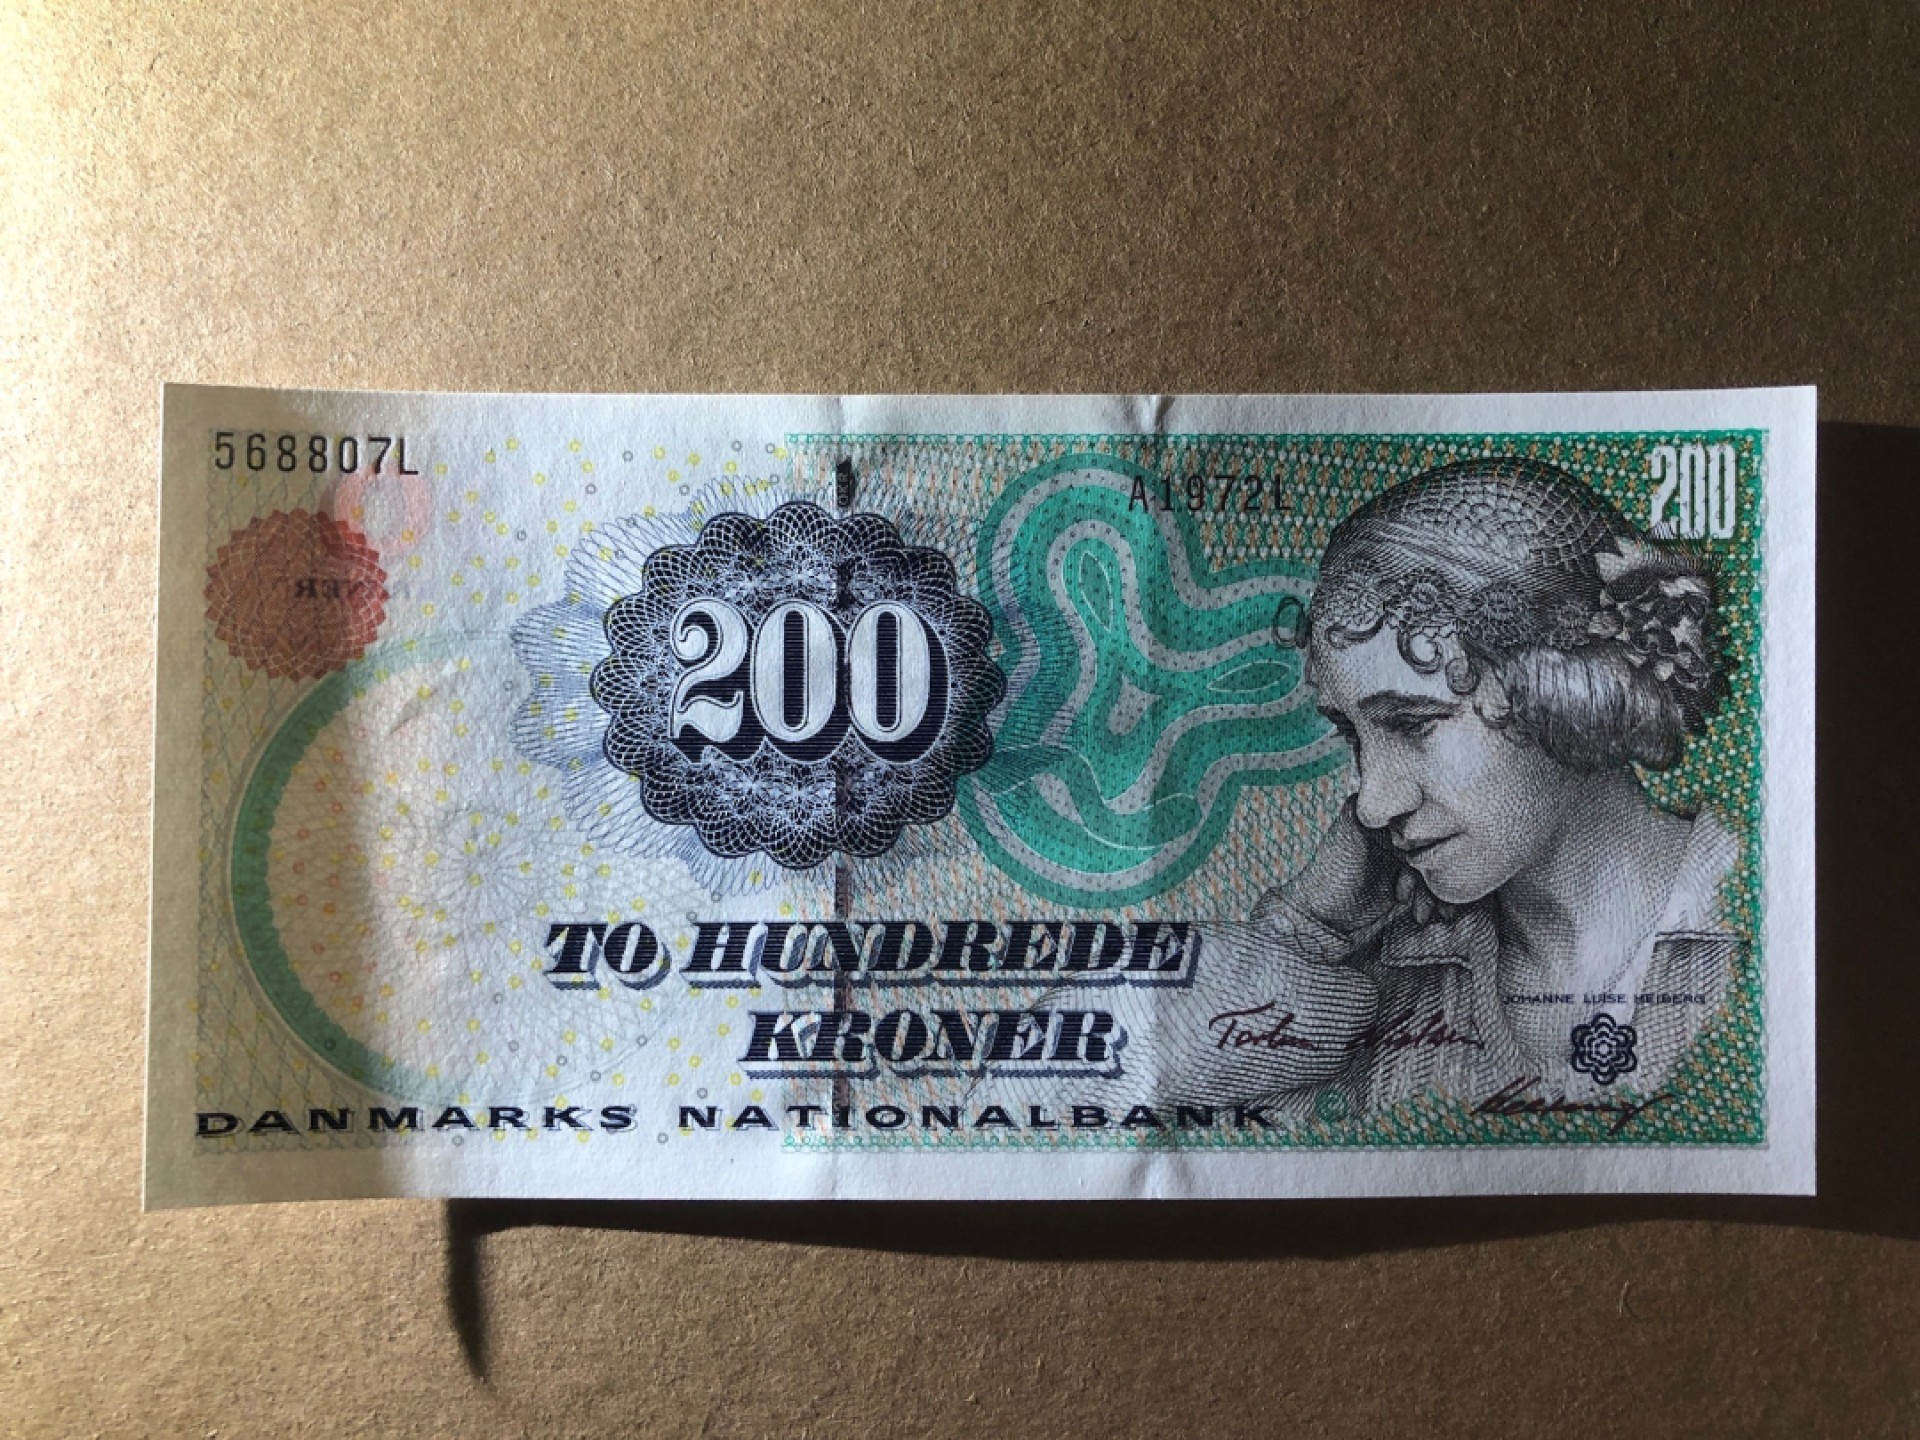 568807L
A1972L
200
200
TO HUNDREDE
KRONER
JOHANNE LUISE HEIBERG
DANMARKS NATIONALBANK